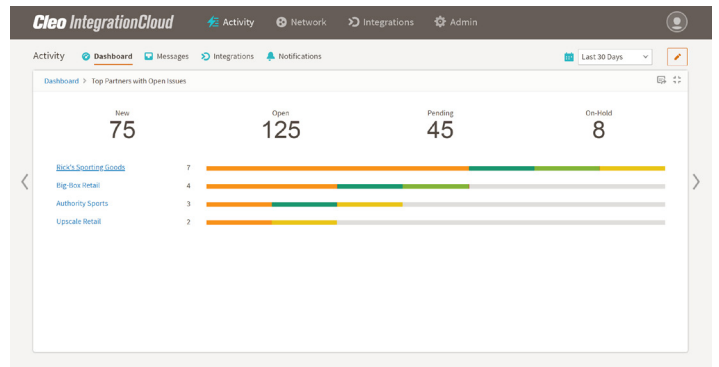 Cleo IntegrationCloud Activity Network Integrations Admin
Activity Dashboard Messages Integrations Notifications Last 30 Days
Dashboard > Top Partners with Open Issues
New Open Pending On-Hold
75 125 45 8
Rick's Sporting Goods 7
Big-Box Retail 4
Authority Sports 3
Upscale Retail 2